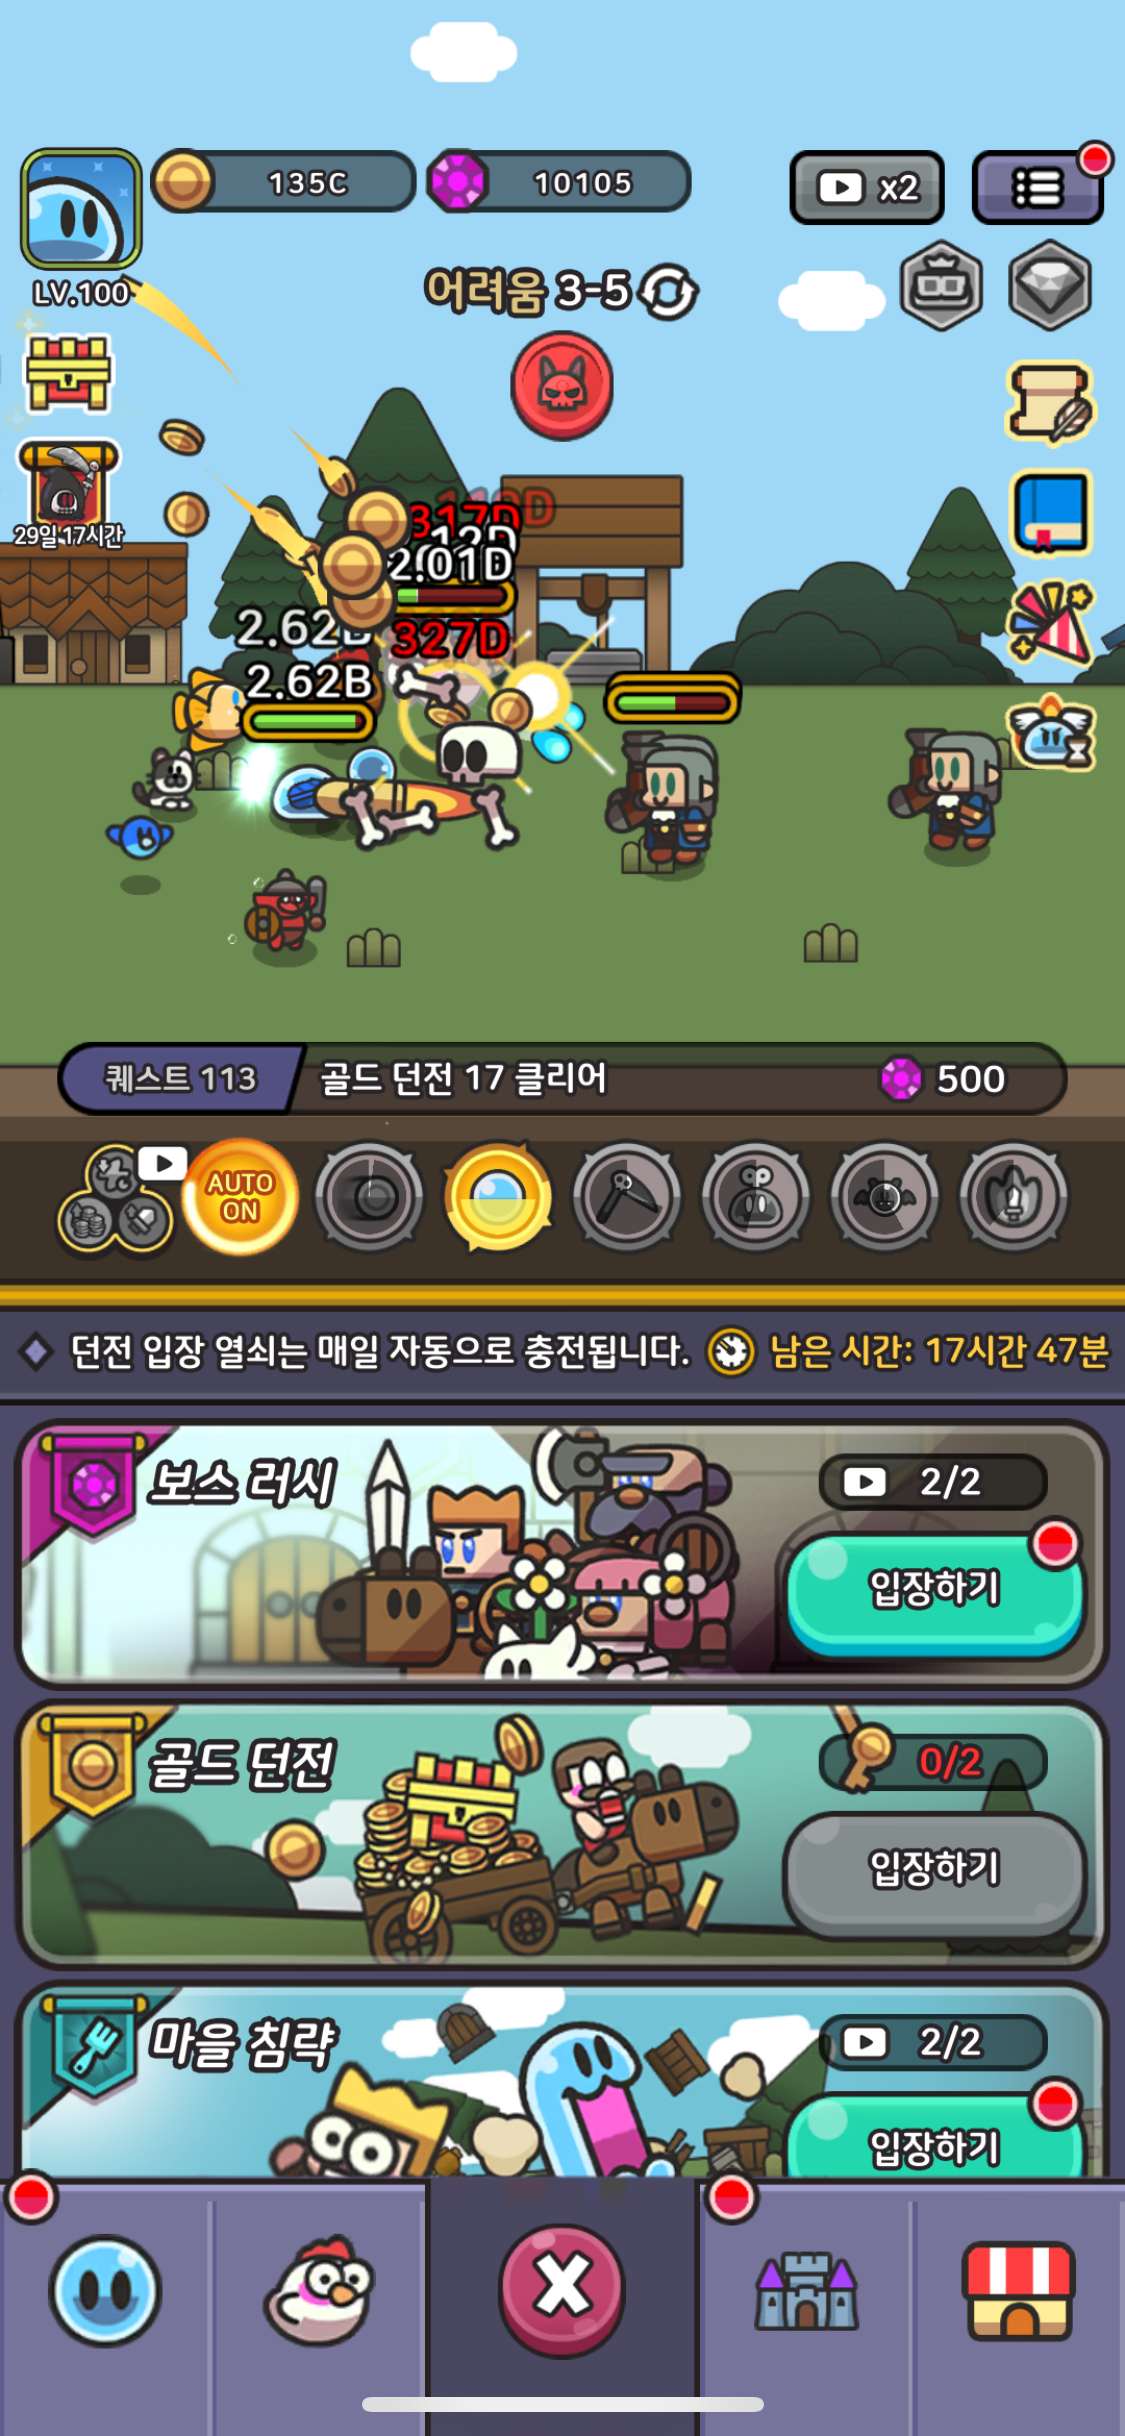 135C
10105
x2
LV.100
어려움 3-5
29일 17시간
317D
2.01D
327D
2.62B
2.62B
퀘스트 113
골드 던전 17 클리어
500
AUTO
ON
던전 입장 열쇠는 매일 자동으로 충전됩니다.
남은 시간: 17시간 47분
보스 러시
2/2
입장하기
골드 던전
0/2
입장하기
마을 침략
2/2
입장하기